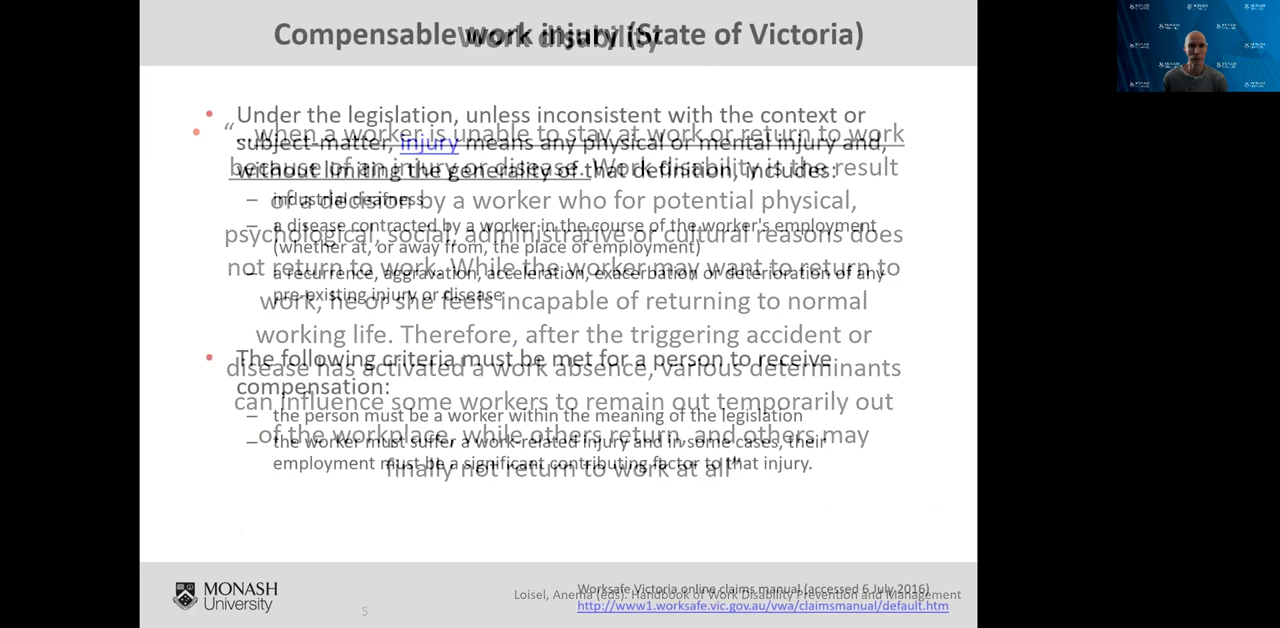 Compensable work injury (State of Victoria)
Work disability
Under the legislation, unless inconsistent with the context or
subject-matter, injury means any physical or mental injury and,
without limiting the generality of that definition, includes:
– industrial deafness
– a disease contracted by a worker in the course of the worker's employment
(whether at, or away from, the place of employment)
– a recurrence, aggravation, acceleration, exacerbation or deterioration of any
pre-existing injury or disease
The following criteria must be met for a person to receive
compensation:
– the person must be a worker within the meaning of the legislation
– the worker must suffer a work-related injury and in some cases, their
employment must be a significant contributing factor to that injury.
“…when a worker is unable to stay at work or return to work
because of an injury or disease. Work disability is the result
of a decision by a worker who for potential physical,
psychological, social, administrative or cultural reasons does
not return to work. While the worker may want to return to
work, he or she feels incapable of returning to normal
working life. Therefore, after the triggering accident or
disease has activated a work absence, various determinants
can influence some workers to remain out temporarily out
of the workplace, while others return, and others may
finally not return to work at all”
Worksafe Victoria online claims manual (accessed 6 July 2016)
http://www1.worksafe.vic.gov.au/vwa/claimsmanual/default.htm
Loisel, Anema (eds): Handbook of Work Disability Prevention and Management
MONASH
University
5